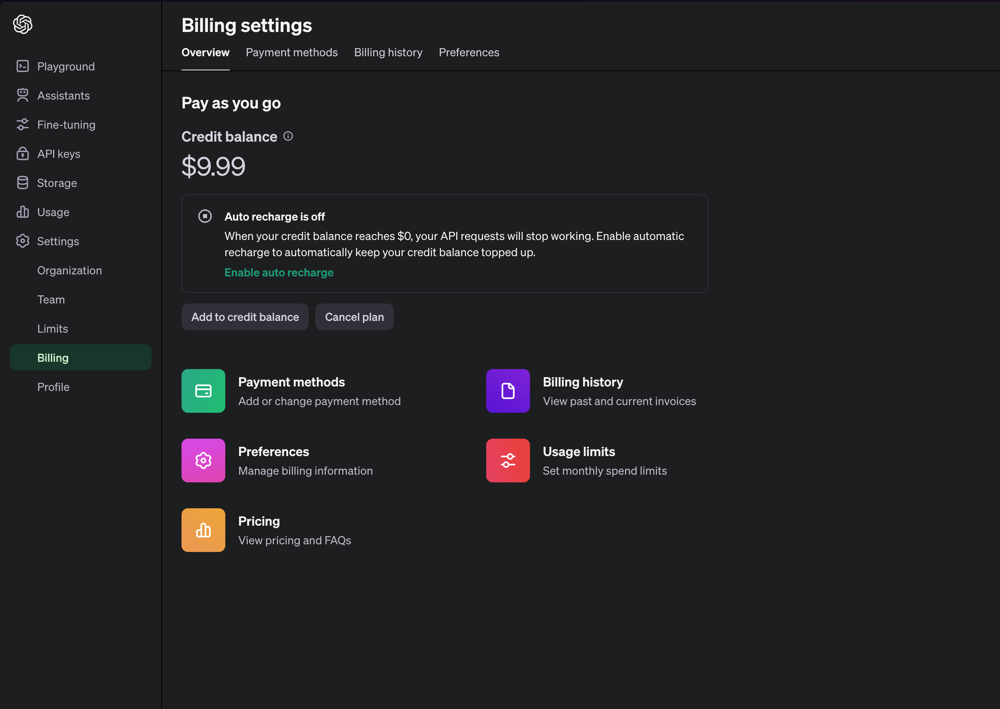 Playground
Assistants
Fine-tuning
API keys
Storage
Usage
Settings
Organization
Team
Limits
Billing
Profile
Billing settings
Overview Payment methods Billing history Preferences
Pay as you go
Credit balance
$9.99
Auto recharge is off
When your credit balance reaches $0, your API requests will stop working. Enable automatic
recharge to automatically keep your credit balance topped up.
Enable auto recharge
Add to credit balance Cancel plan
Payment methods
Add or change payment method
Billing history
View past and current invoices
Preferences
Manage billing information
Usage limits
Set monthly spend limits
Pricing
View pricing and FAQs